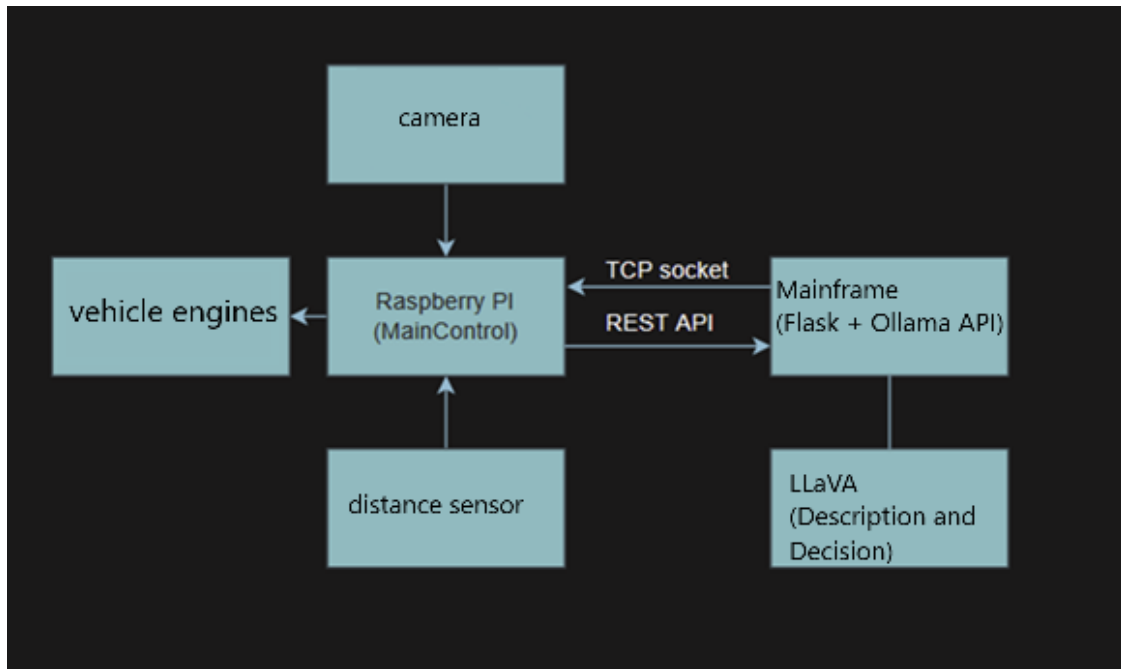 camera
vehicle engines
Raspberry PI
(MainControl)
TCP socket
REST API
Mainframe
(Flask + Ollama API)
distance sensor
LLaVA
(Description and
Decision)